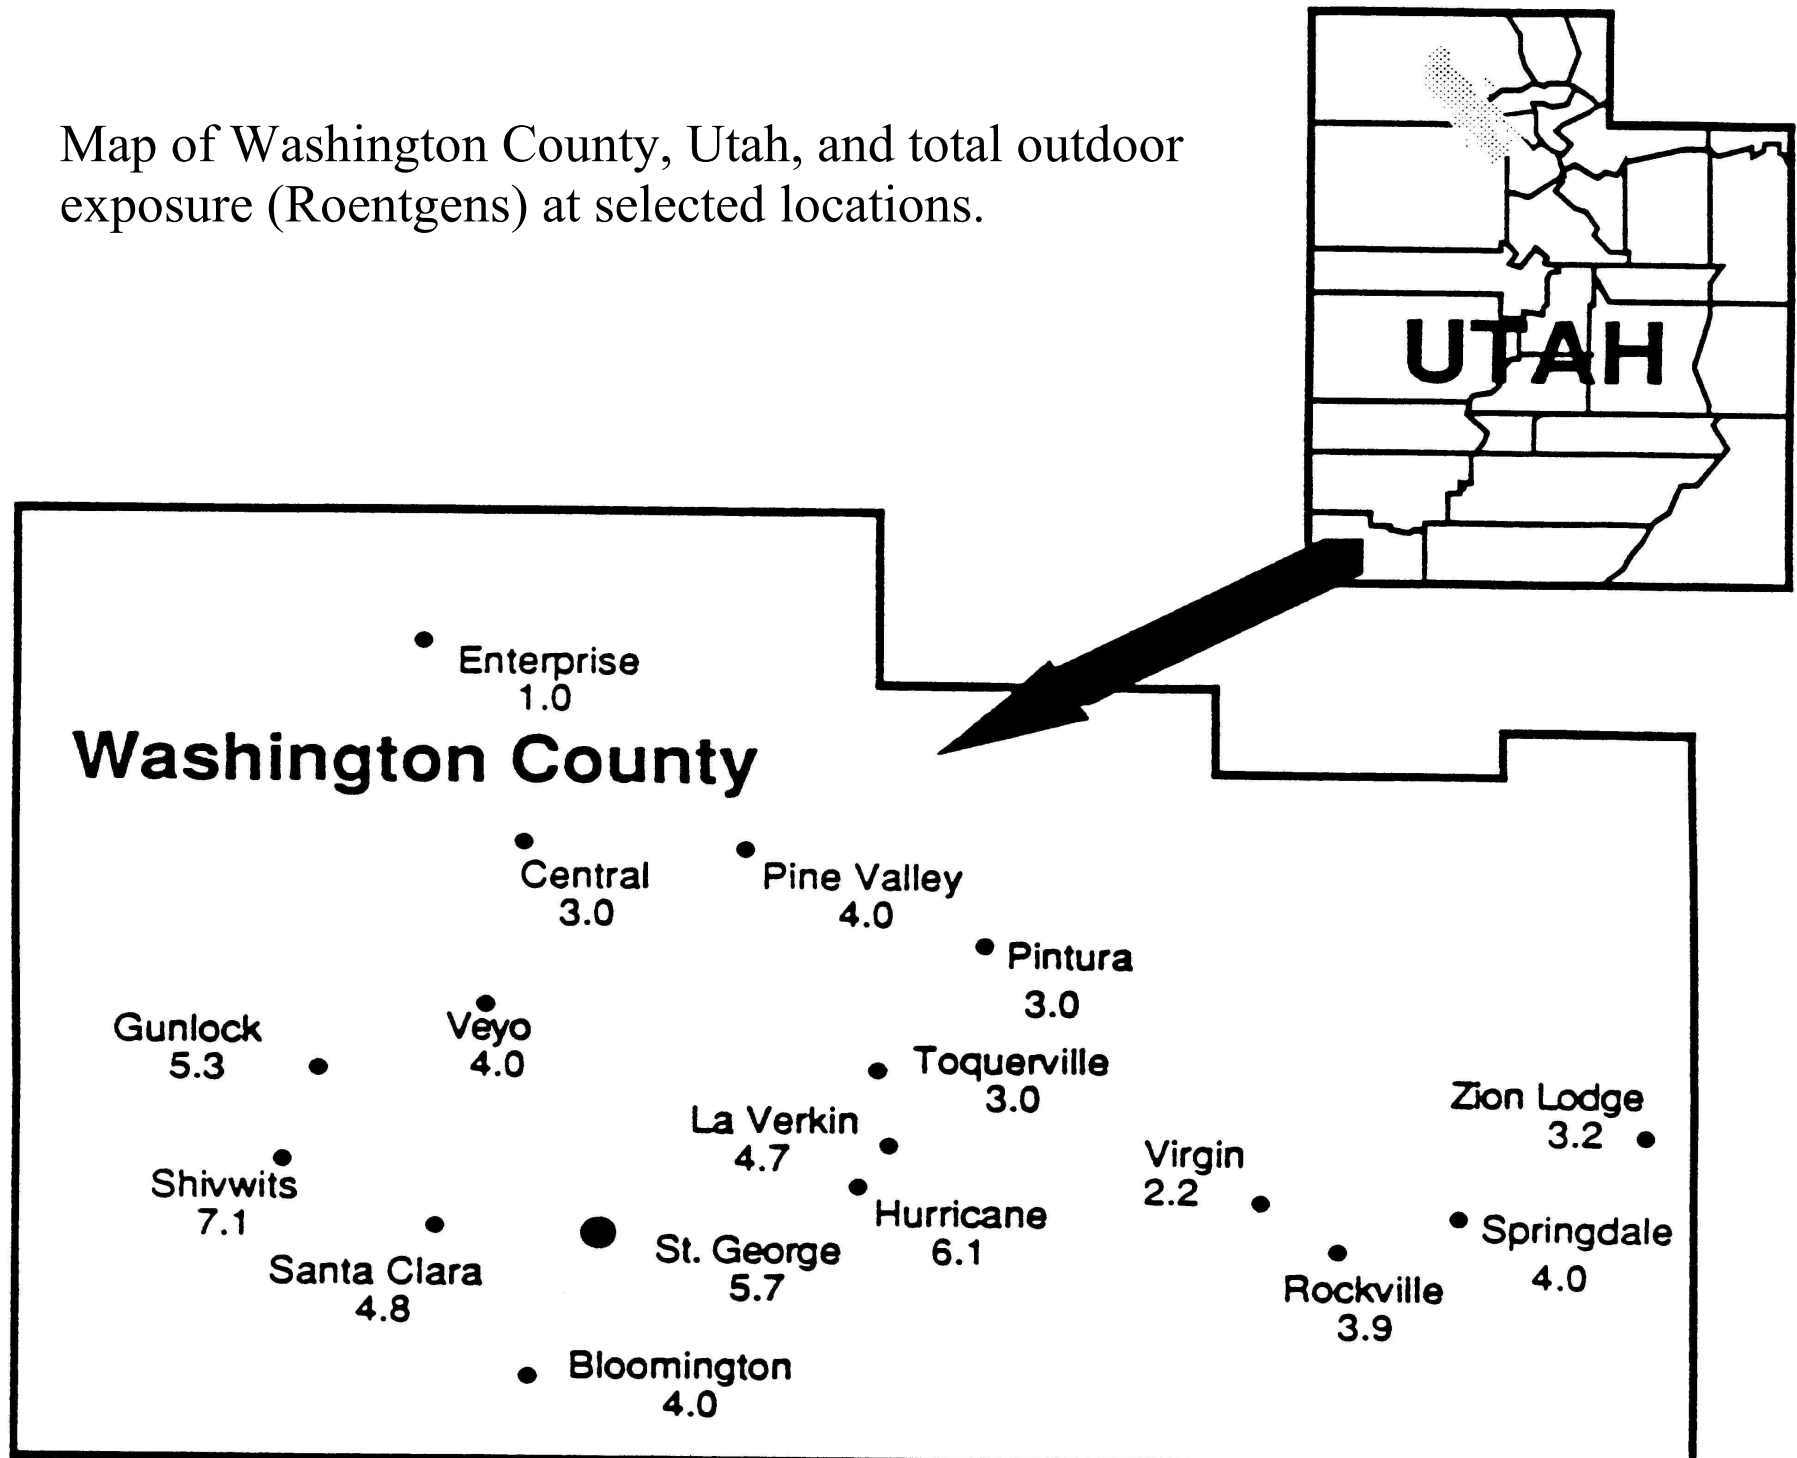 Map of Washington County, Utah, and total outdoor
exposure (Roentgens) at selected locations.
UTAH
Enterprise
1.0
Washington County
Central
3.0
Pine Valley
4.0
Pintura
3.0
Gunlock
5.3
Veyo
4.0
Toquerville
3.0
La Verkin
4.7
Zion Lodge
3.2
Virgin
2.2
Shivwits
7.1
Hurricane
6.1
Springdale
4.0
Santa Clara
4.8
St. George
5.7
Rockville
3.9
Bloomington
4.0